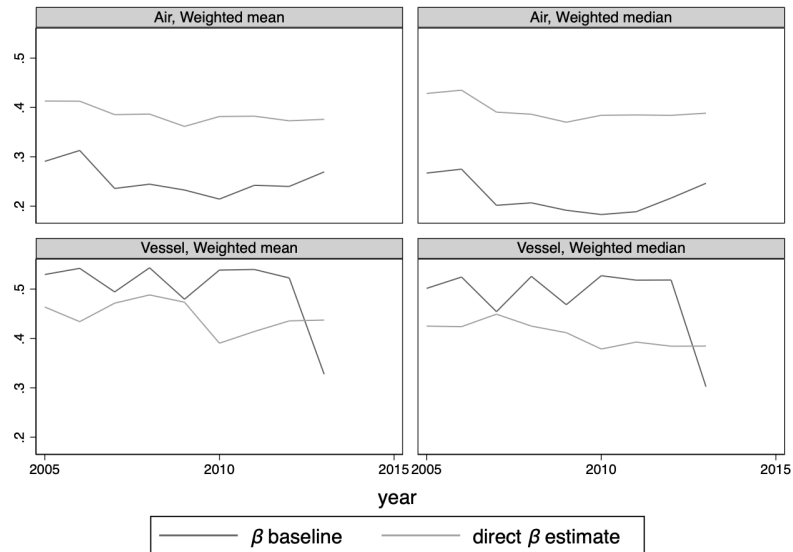 Air, Weighted mean
Air, Weighted median
.5
.4
.3
.2
Vessel, Weighted mean
Vessel, Weighted median
.5
.4
.3
.2
2005 2010 2015 2005 2010 2015
year
β baseline direct β estimate